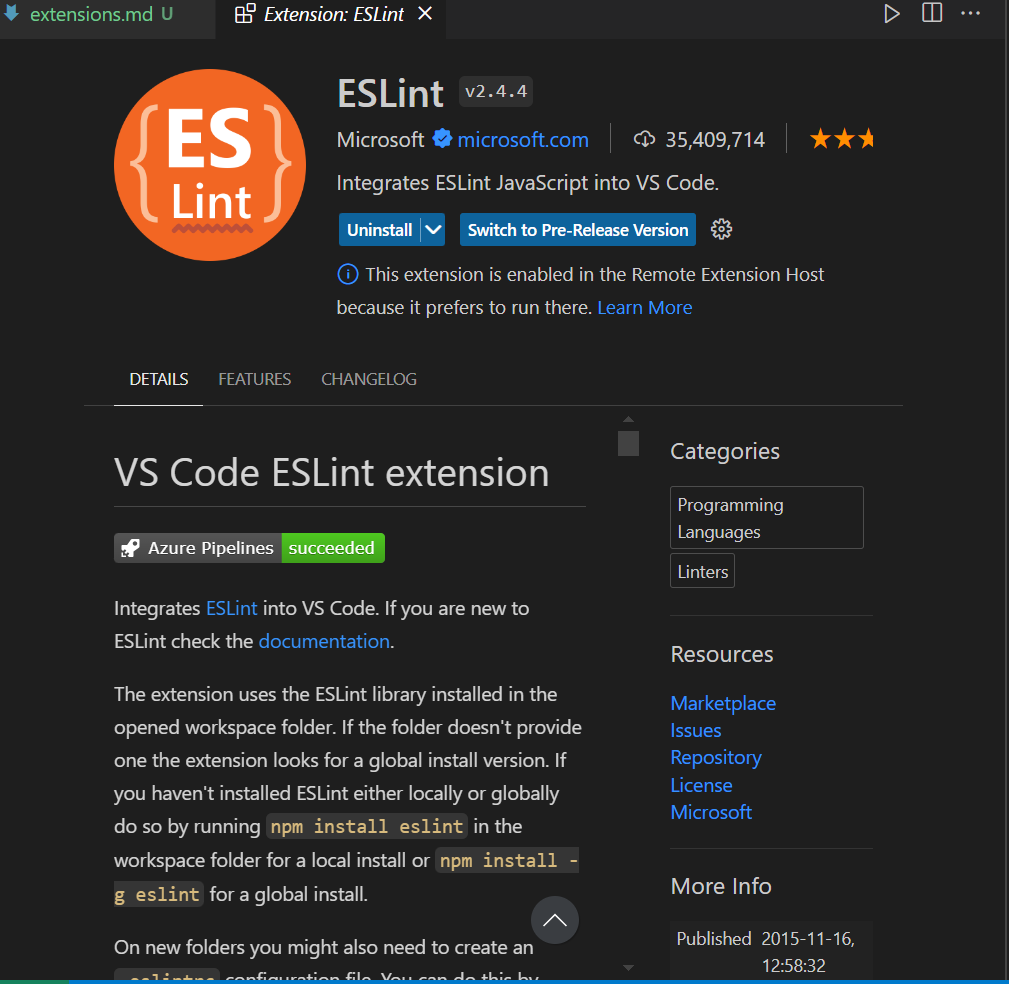 extensions.md U
Extension: ESLint
ES
Lint
ESLint v2.4.4
Microsoft microsoft.com 35,409,714
Integrates ESLint JavaScript into VS Code.
Uninstall Switch to Pre-Release Version
This extension is enabled in the Remote Extension Host
because it prefers to run there. Learn More
DETAILS FEATURES CHANGELOG
VS Code ESLint extension
Azure Pipelines succeeded
Integrates ESLint into VS Code. If you are new to
ESLint check the documentation.
The extension uses the ESLint library installed in the
opened workspace folder. If the folder doesn't provide
one the extension looks for a global install version. If
you haven't installed ESLint either locally or globally
do so by running npm install eslint in the
workspace folder for a local install or npm install -
g eslint for a global install.
On new folders you might also need to create an
.eslintrc configuration file. You can do this by
Categories
Programming
Languages
Linters
Resources
Marketplace
Issues
Repository
License
Microsoft
More Info
Published 2015-11-16,
12:58:32